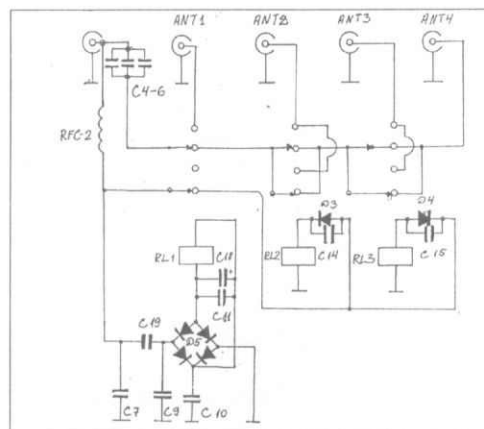 ANT1 ANT2 ANT3 ANT4
C4-6
RFC-2
D3 D4
RL1 C18 RL2 C14 RL3 C15
+
C11
C19 D5
C7 C9 C10